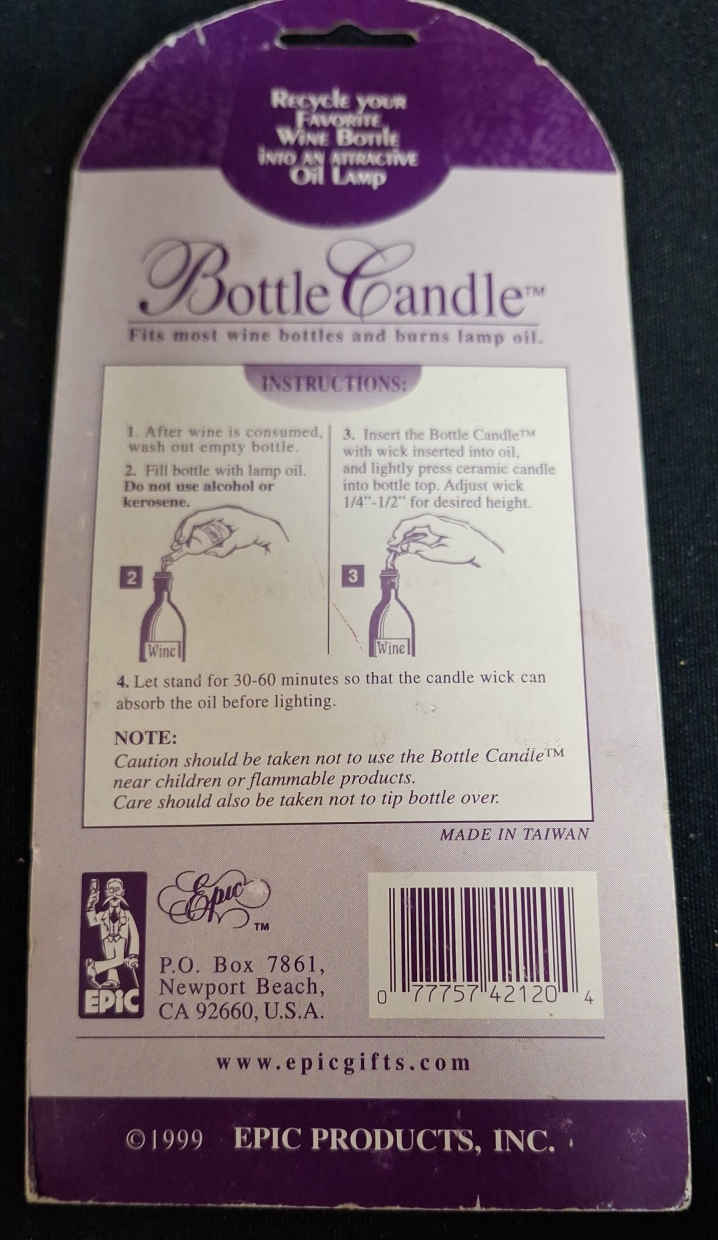 Recycle your
Favorite
Wine Bottle
into an attractive
Oil Lamp
Bottle Candle™
Fits most wine bottles and burns lamp oil.
INSTRUCTIONS:
1. After wine is consumed,
wash out empty bottle.
2. Fill bottle with lamp oil.
Do not use alcohol or
kerosene.
3. Insert the Bottle Candle™
with wick inserted into oil,
and lightly press ceramic candle
into bottle top. Adjust wick
1/4"-1/2" for desired height.
2
Wine
3
Wine
4. Let stand for 30-60 minutes so that the candle wick can
absorb the oil before lighting.
NOTE:
Caution should be taken not to use the Bottle Candle™
near children or flammable products.
Care should also be taken not to tip bottle over.
MADE IN TAIWAN
EPIC
Epic™
P.O. Box 7861,
Newport Beach,
CA 92660, U.S.A.
0 77757 42120 4
www.epicgifts.com
©1999 EPIC PRODUCTS, INC.